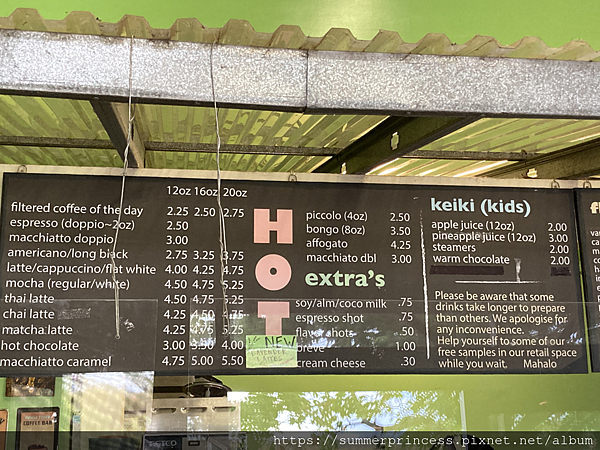 12oz 16oz 20oz
filtered coffee of the day 2.25 2.50 2.75
espresso (doppio~2oz) 2.50
macchiato doppio 3.00
americano/long black 2.75 3.25 3.75
latte/cappuccino/flat white 4.00 4.25 4.75
mocha (regular/white) 4.50 4.75 5.25
thai latte 4.50 4.75 5.25
chai latte 4.25 4.50 4.75
matcha latte 4.50 4.75 5.25
hot chocolate 3.00 3.50 4.00
macchiato caramel 4.75 5.00 5.50
HOT
NEW
piccolo (4oz) 2.50
bongo (8oz) 3.50
affogato 4.25
macchiato dbl 3.00
extra's
soy/alm/coco milk .75
espresso shot .75
flavor shots .50
breve 1.00
cream cheese .30
keiki (kids)
apple juice (12oz) 2.00
pineapple juice (12oz) 3.00
steamers 2.00
warm chocolate 2.00
Please be aware that some
drinks take longer to prepare
than others. We apologise for
any inconvenience.
Help yourself to some of our
free samples in our retail space
while you wait. Mahalo
COFFEE
BAR
https://summerprincess.pixnet.net/album